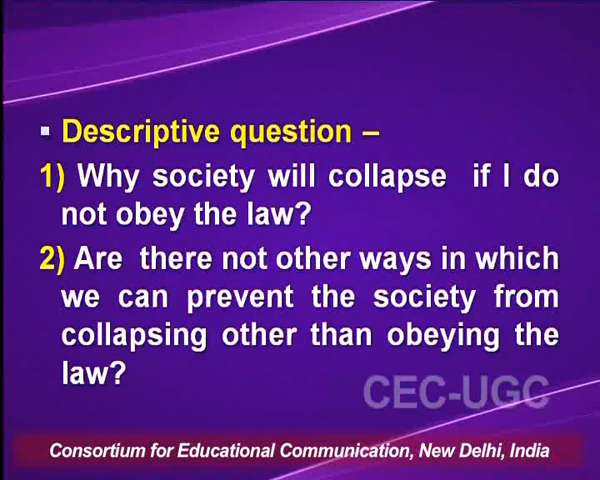 ▪ Descriptive question –
1) Why society will collapse if I do
not obey the law?
2) Are there not other ways in which
we can prevent the society from
collapsing other than obeying the
law?
CEC-UGC
Consortium for Educational Communication, New Delhi, India